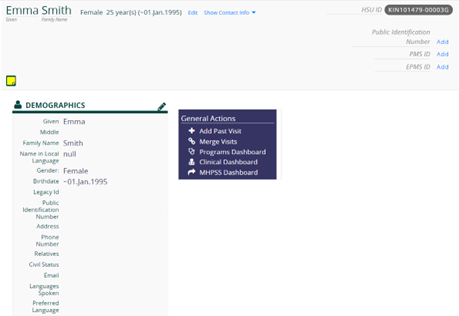 Emma Smith Female 25 year(s) (~01.Jan.1995) Edit Show Contact Info HSU ID KIN101479-00003G
Given Family Name
Public Identification
Number Add
PMS ID Add
EPMS ID Add
DEMOGRAPHICS
Given Emma
Middle
Family Name Smith
Name in Local
Language null
Gender: Female
Birthdate ~01.Jan.1995
Legacy Id
Public
Identification
Number
Address
Phone
Number
Relatives
Civil Status
Email
Languages
Spoken
Preferred
Language
General Actions
Add Past Visit
Merge Visits
Programs Dashboard
Clinical Dashboard
MHPSS Dashboard